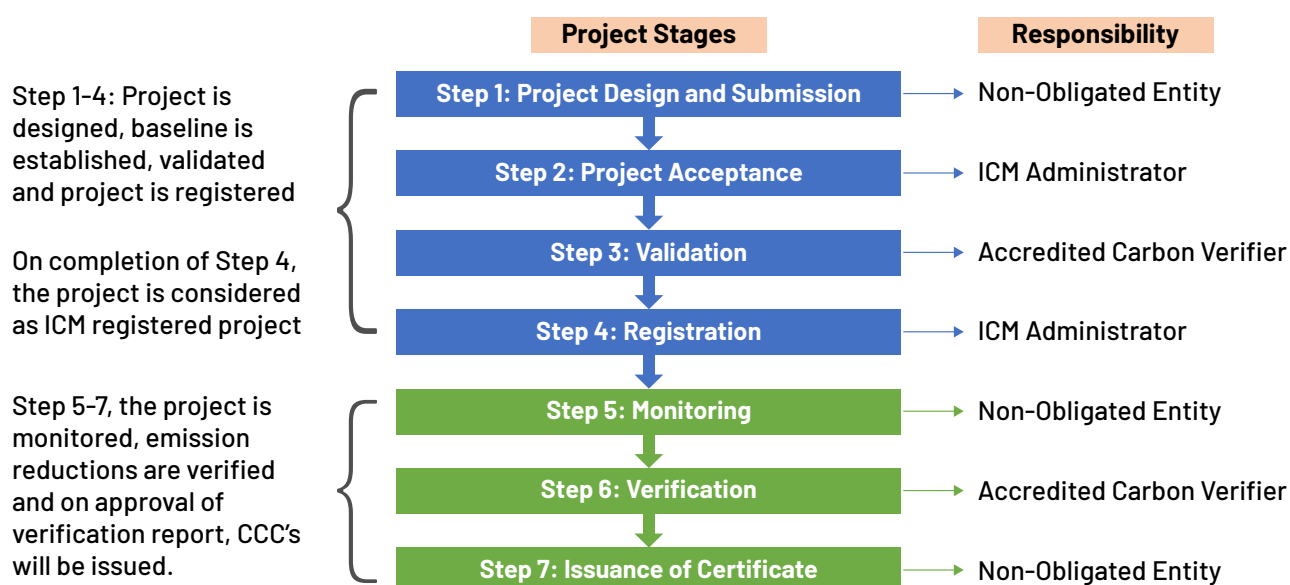 Project Stages
Responsibility
Step 1-4: Project is
designed, baseline is
established, validated
and project is registered
On completion of Step 4,
the project is considered
as ICM registered project
Step 5-7, the project is
monitored, emission
reductions are verified
and on approval of
verification report, CCC's
will be issued.
Step 1: Project Design and Submission
Non-Obligated Entity
Step 2: Project Acceptance
ICM Administrator
Step 3: Validation
Accredited Carbon Verifier
Step 4: Registration
ICM Administrator
Step 5: Monitoring
Non-Obligated Entity
Step 6: Verification
Accredited Carbon Verifier
Step 7: Issuance of Certificate
Non-Obligated Entity